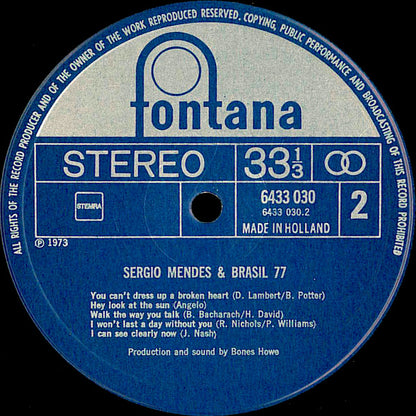 ALL RIGHTS OF THE RECORD PRODUCER AND OF THE OWNER OF THE WORK REPRODUCED RESERVED. COPYING, PUBLIC PERFORMANCE AND BROADCASTING OF THIS RECORD PROHIBITED
fontana
STEREO
33 1/3
STEMRA
6433 030
6433 030.2
MADE IN HOLLAND
2
Ⓟ 1973
SERGIO MENDES & BRASIL 77
You can't dress up a broken heart (D. Lambert/B. Potter)
Hey look at the sun (Angelo)
Walk the way you talk (B. Bacharach/H. David)
I won't last a day without you (R. Nichols/P. Williams)
I can see clearly now (J. Nash)
Production and sound by Bones Howe